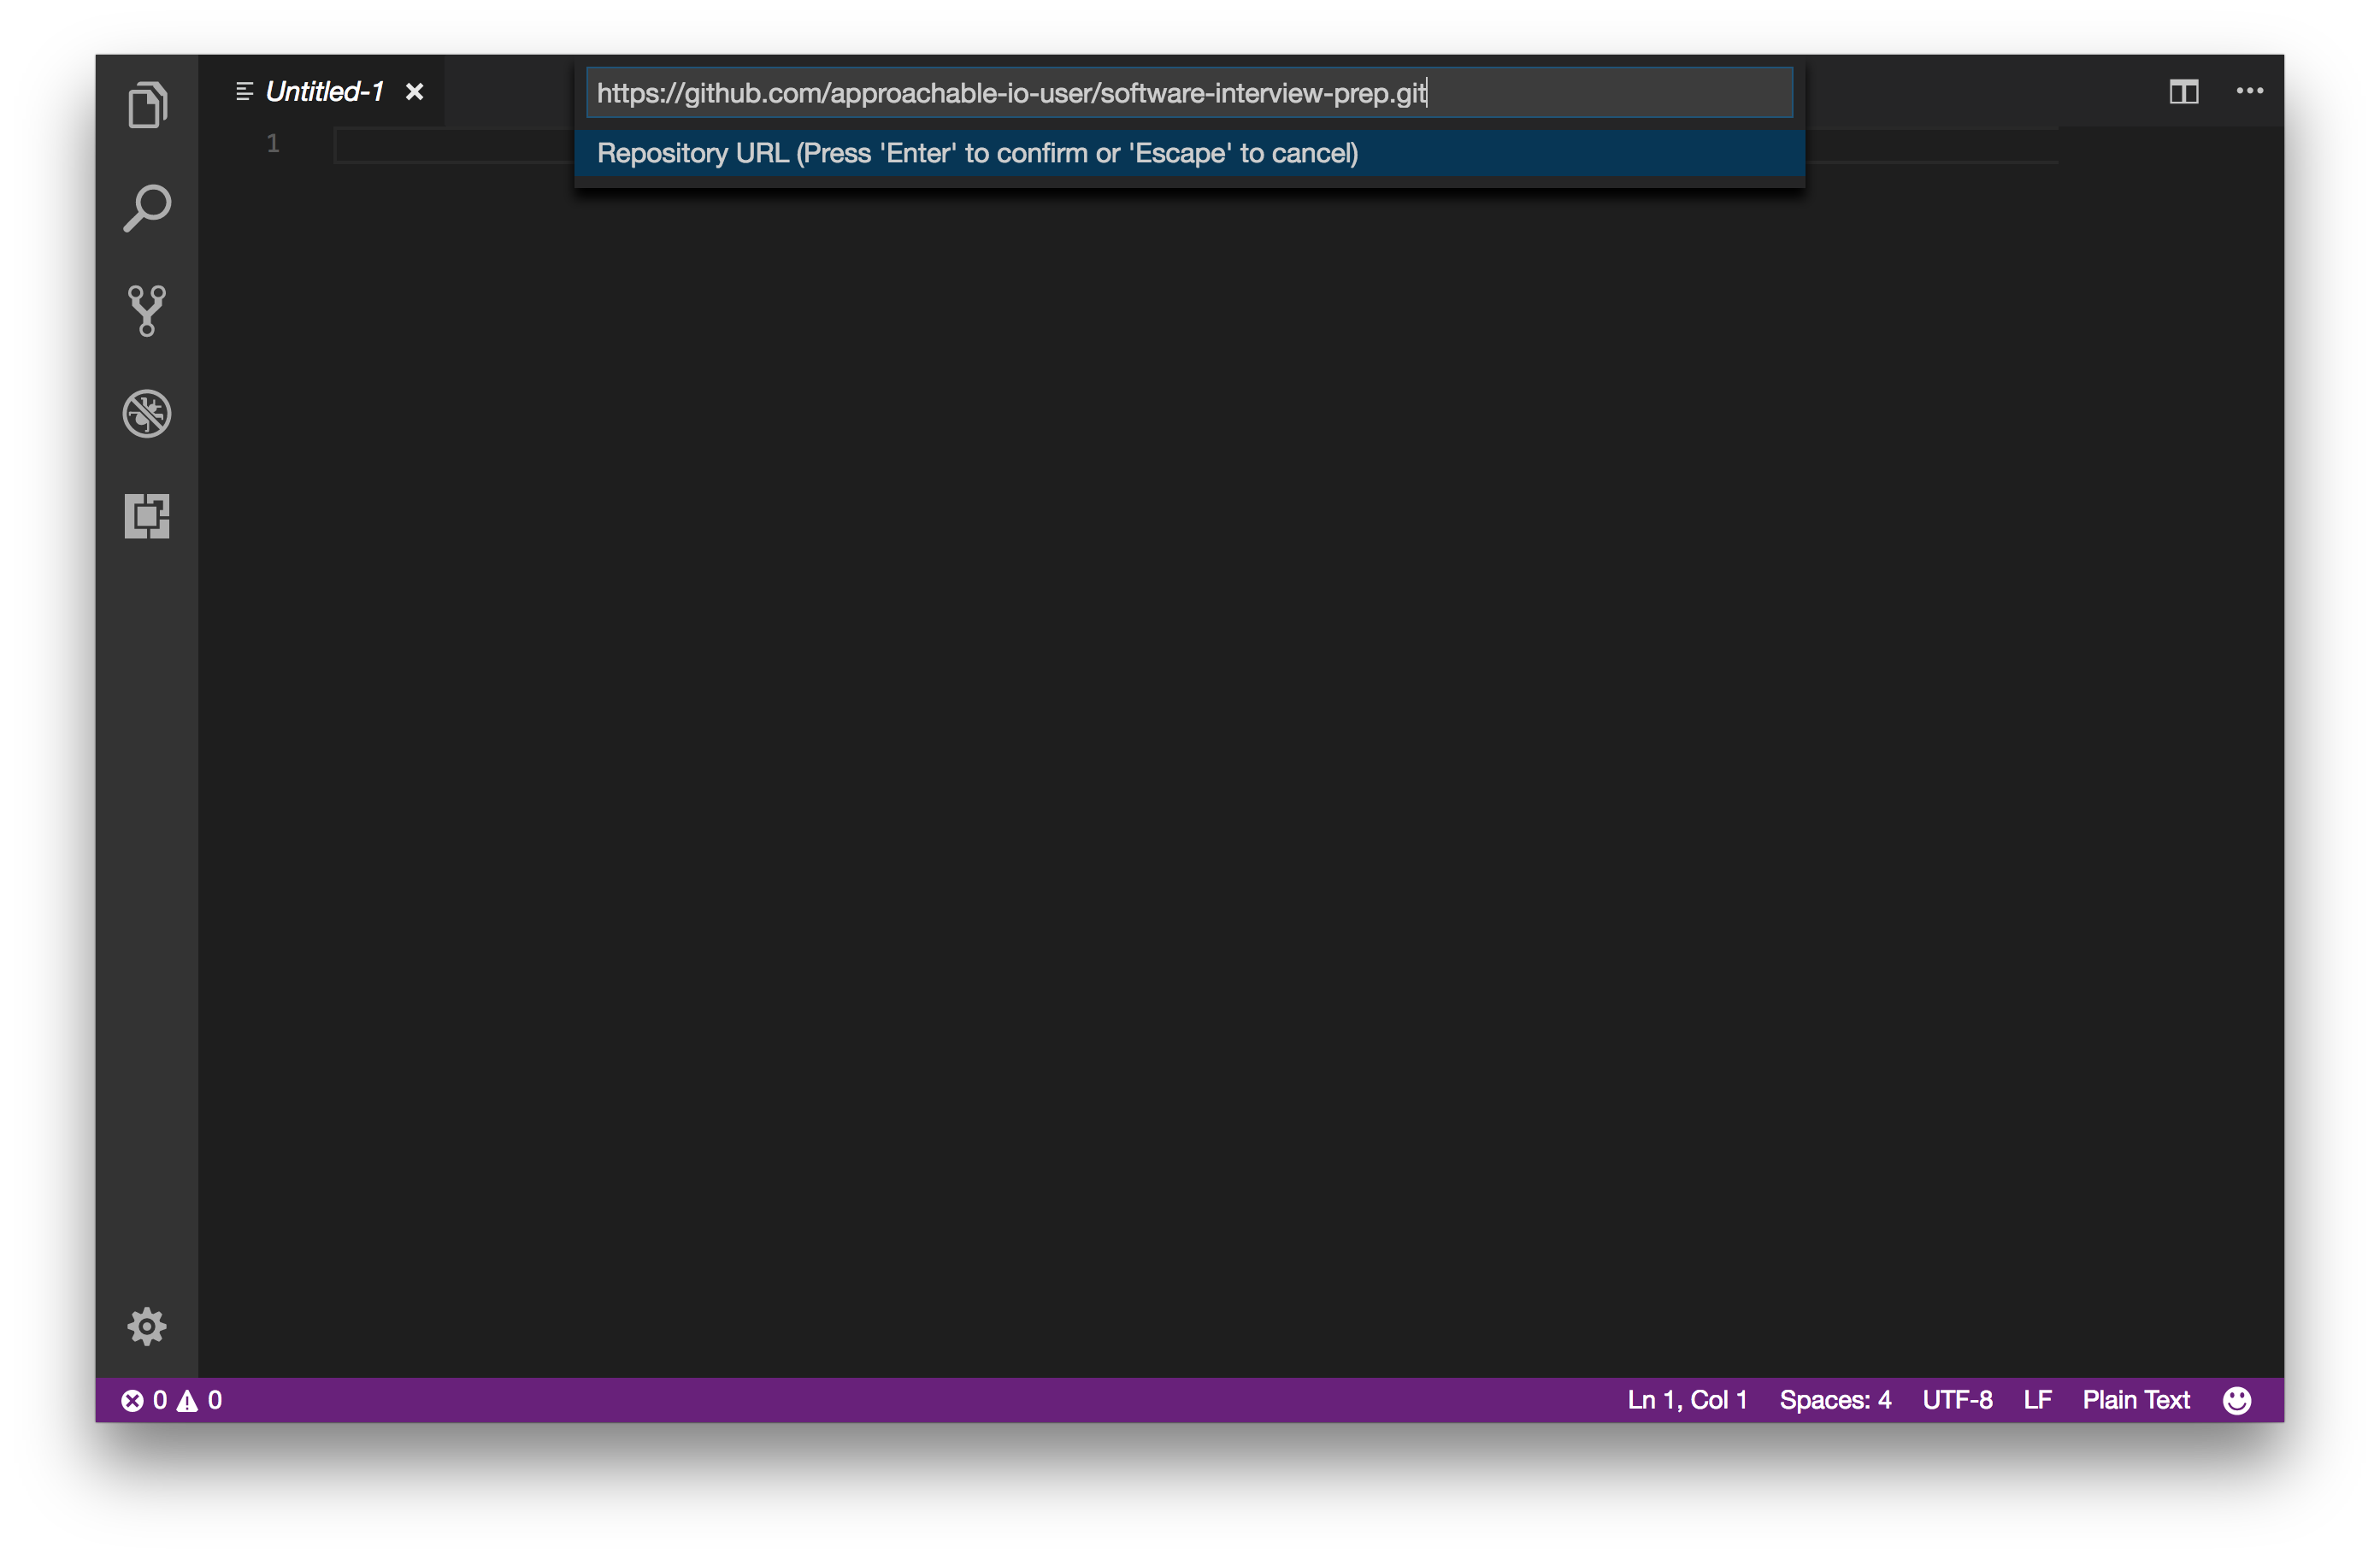 Untitled-1
https://github.com/approachable-io-user/software-interview-prep.git
1
Repository URL (Press 'Enter' to confirm or 'Escape' to cancel)
0 0 Ln 1, Col 1 Spaces: 4 UTF-8 LF Plain Text